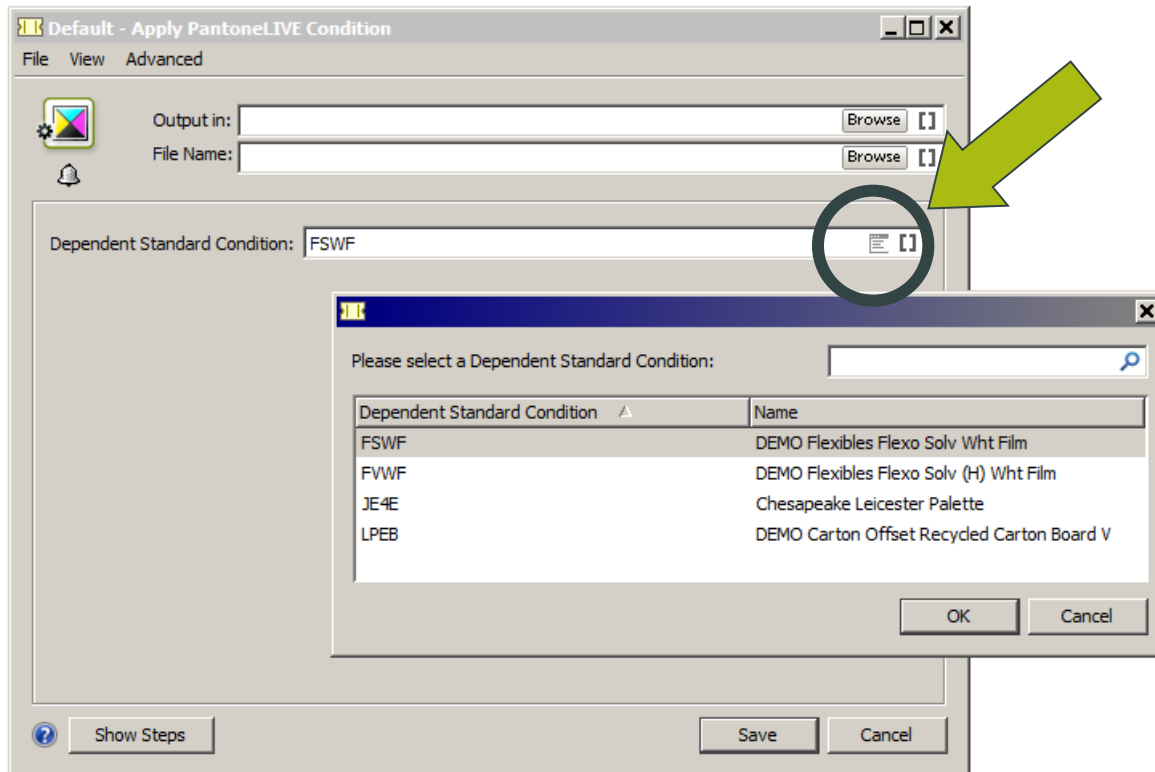 Default - Apply PantoneLIVE Condition
File View Advanced
Output in: Browse []
File Name: Browse []
Dependent Standard Condition: FSWF []
Please select a Dependent Standard Condition:
Dependent Standard Condition Name
FSWF DEMO Flexibles Flexo Solv Wht Film
FVWF DEMO Flexibles Flexo Solv (H) Wht Film
JE4E Chesapeake Leicester Palette
LPEB DEMO Carton Offset Recycled Carton Board V
OK Cancel
? Show Steps Save Cancel